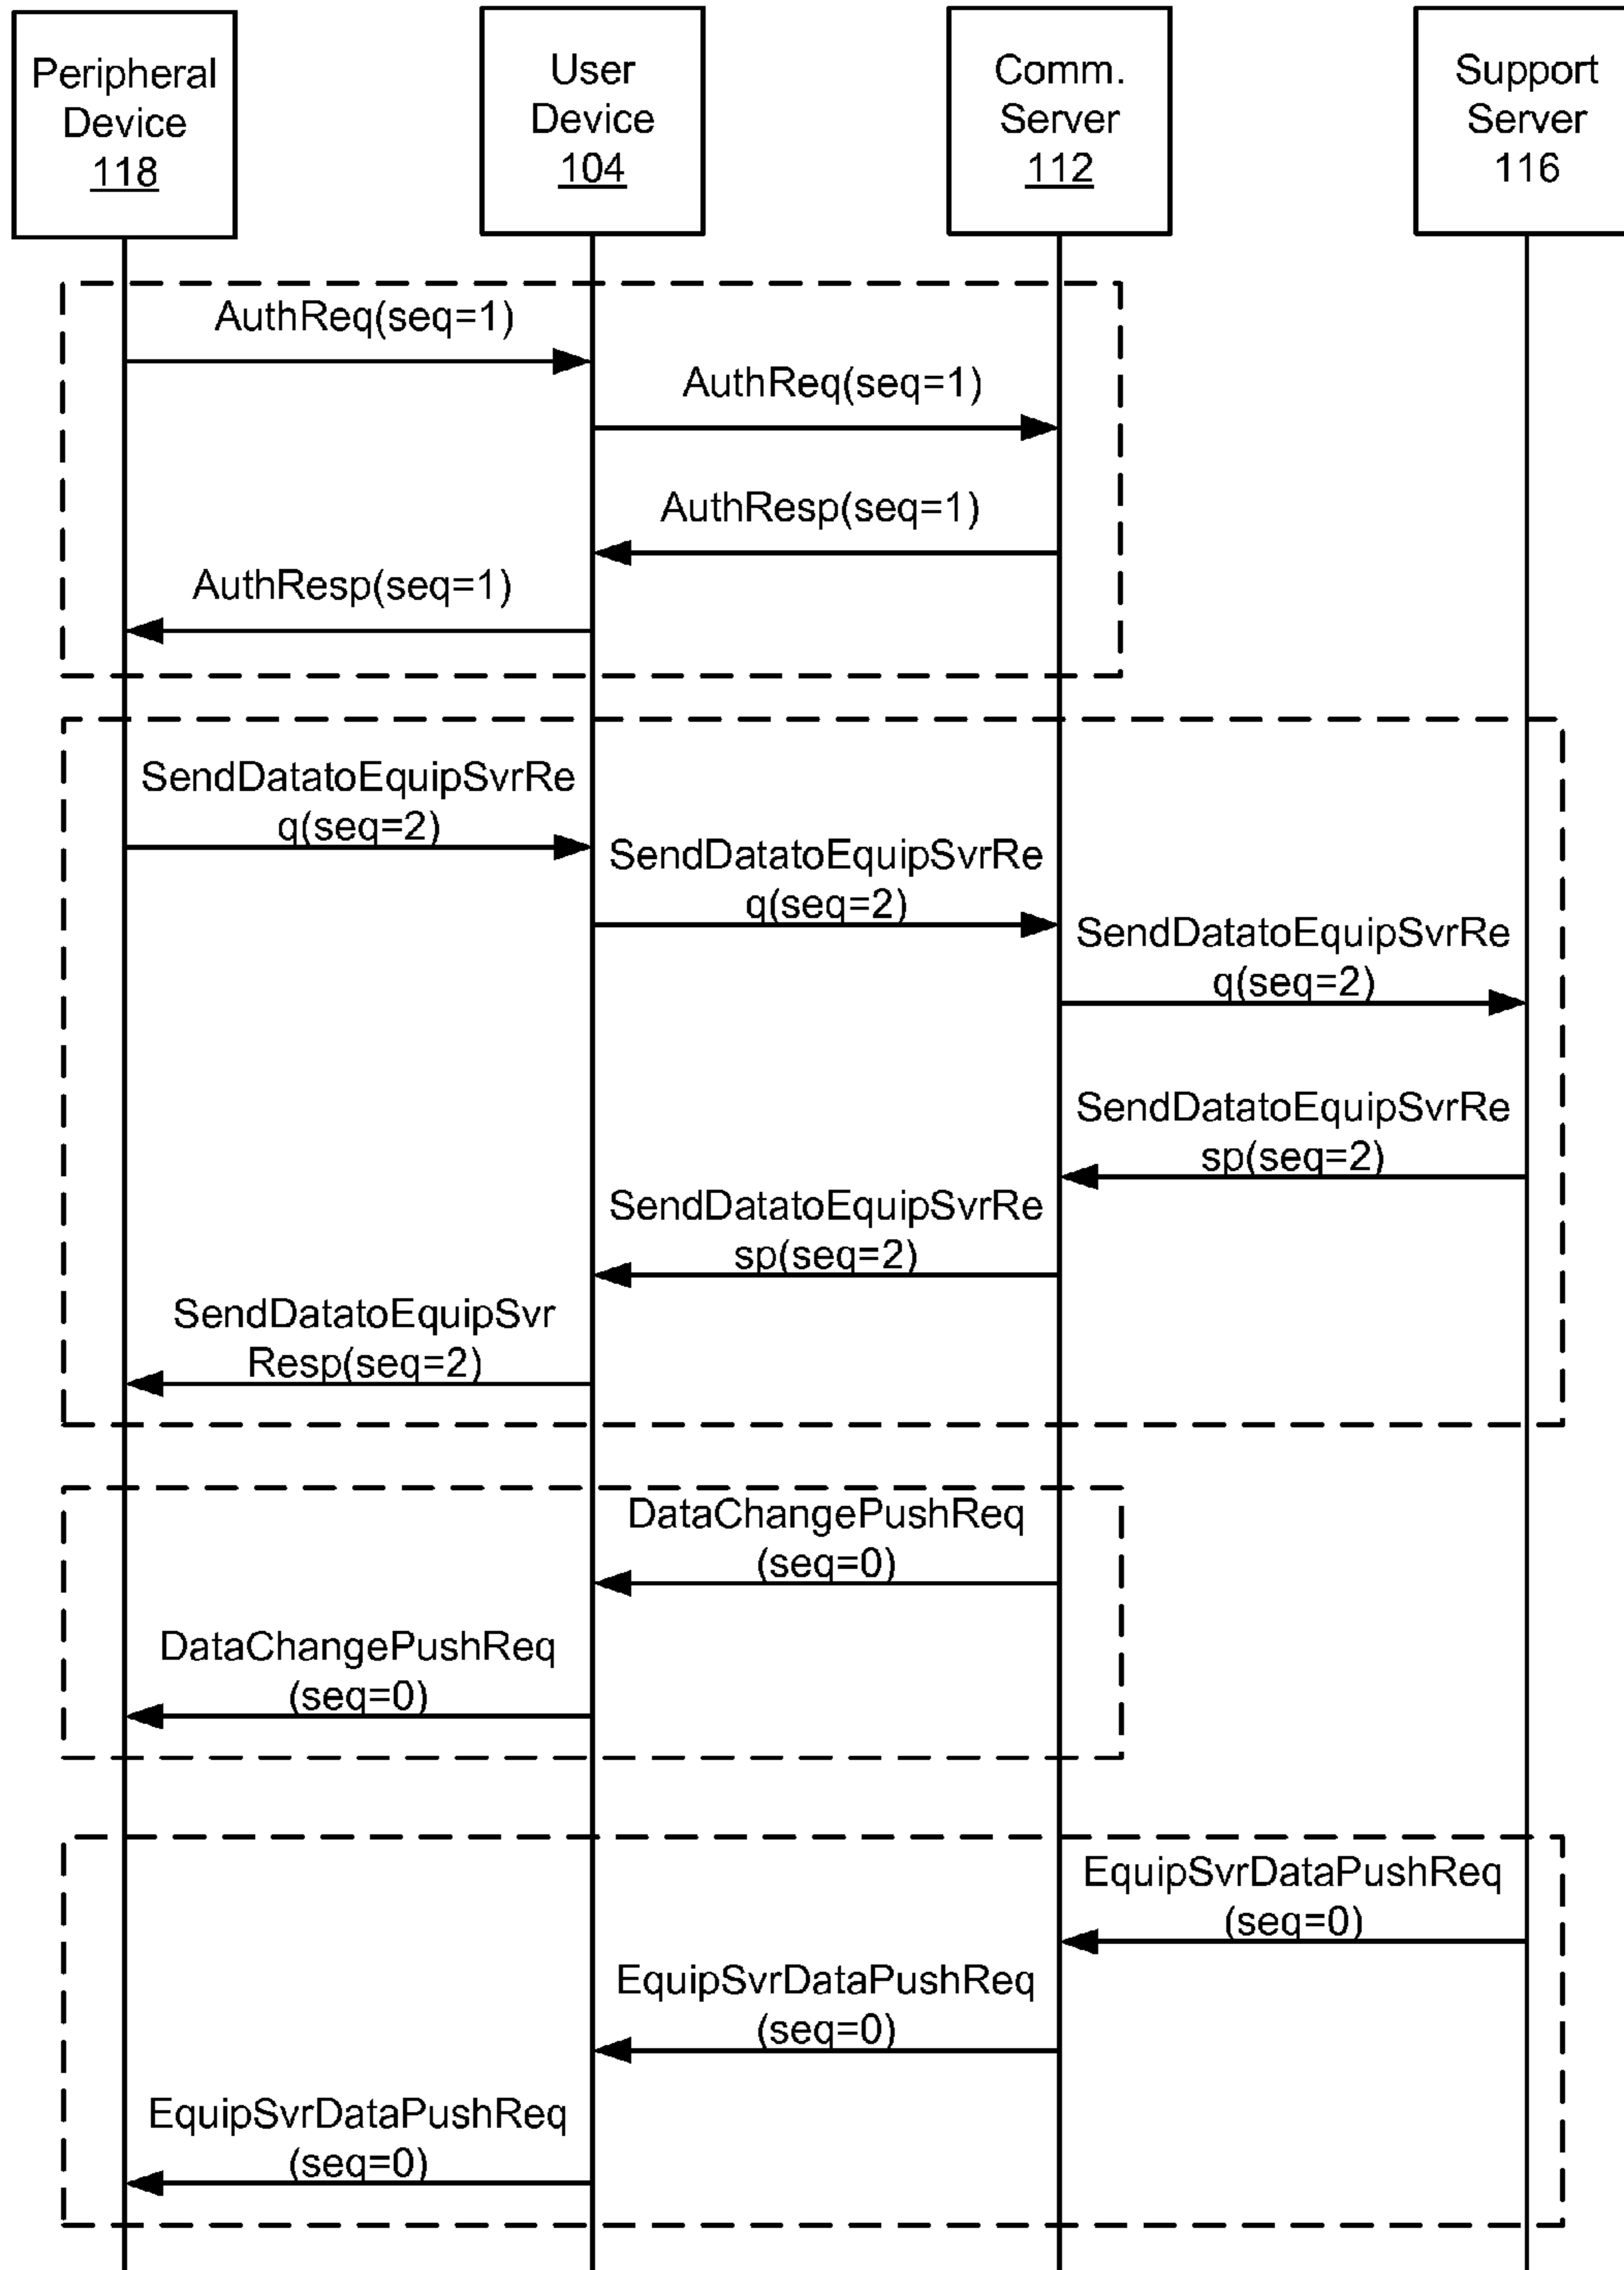 Peripheral
Device
118
User
Device
104
Comm.
Server
112
Support
Server
116
AuthReq(seq=1)
AuthReq(seq=1)
AuthResp(seq=1)
AuthResp(seq=1)
SendDatatoEquipSvrRe
q(seq=2)
SendDatatoEquipSvrRe
q(seq=2)
SendDatatoEquipSvrRe
q(seq=2)
SendDatatoEquipSvrRe
sp(seq=2)
SendDatatoEquipSvrRe
sp(seq=2)
SendDatatoEquipSvr
Resp(seq=2)
DataChangePushReq
(seq=0)
DataChangePushReq
(seq=0)
EquipSvrDataPushReq
(seq=0)
EquipSvrDataPushReq
(seq=0)
EquipSvrDataPushReq
(seq=0)